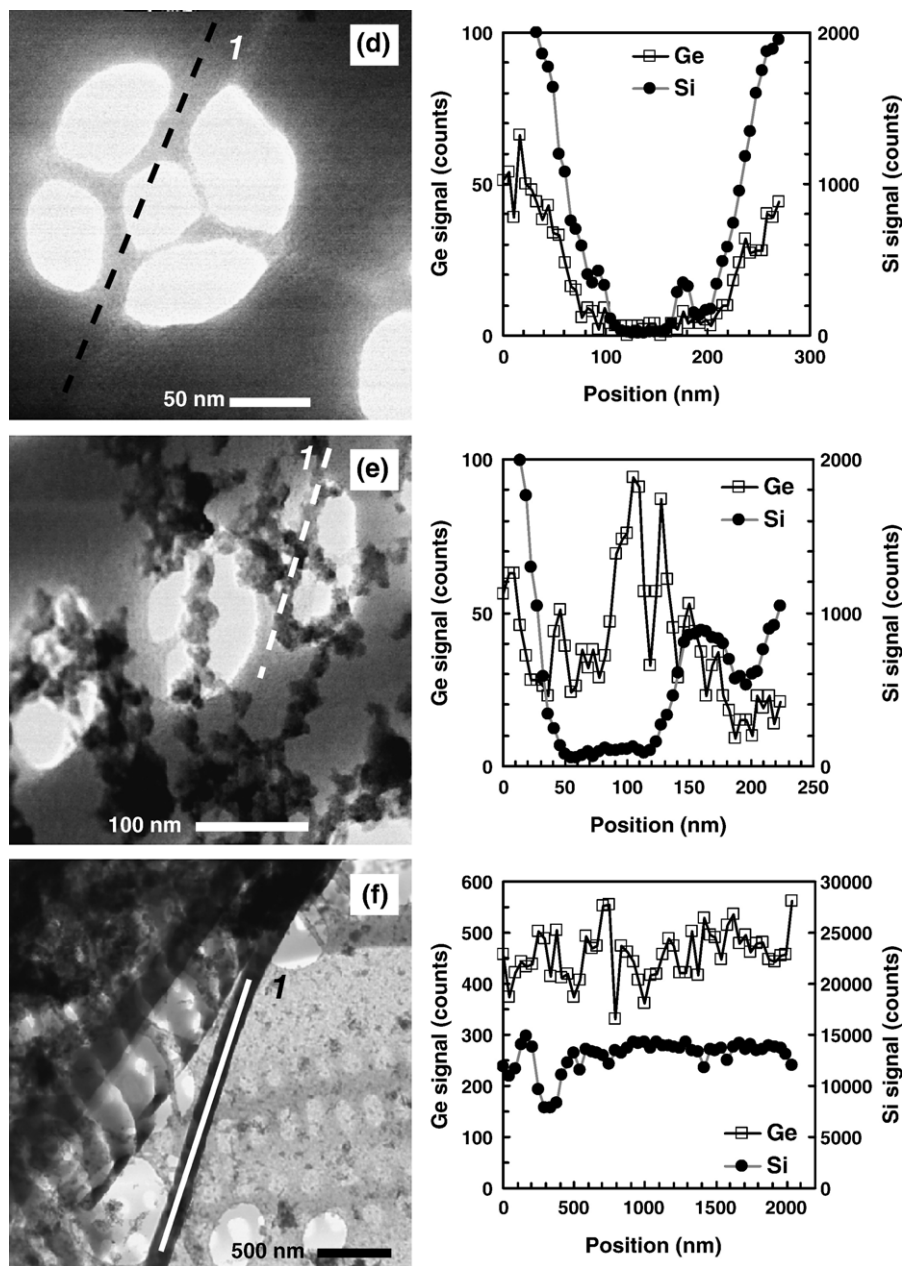 (d)
1
50 nm
Ge signal (counts)
100
50
0
Ge
Si
2000
1000
0
Si signal (counts)
0 100 200 300
Position (nm)
(e)
1
100 nm
Ge signal (counts)
100
50
0
Ge
Si
2000
1000
0
Si signal (counts)
0 50 100 150 200 250
Position (nm)
(f)
1
500 nm
Ge signal (counts)
600
500
400
300
200
100
0
Ge
Si
30000
25000
20000
15000
10000
5000
0
Si signal (counts)
0 500 1000 1500 2000
Position (nm)